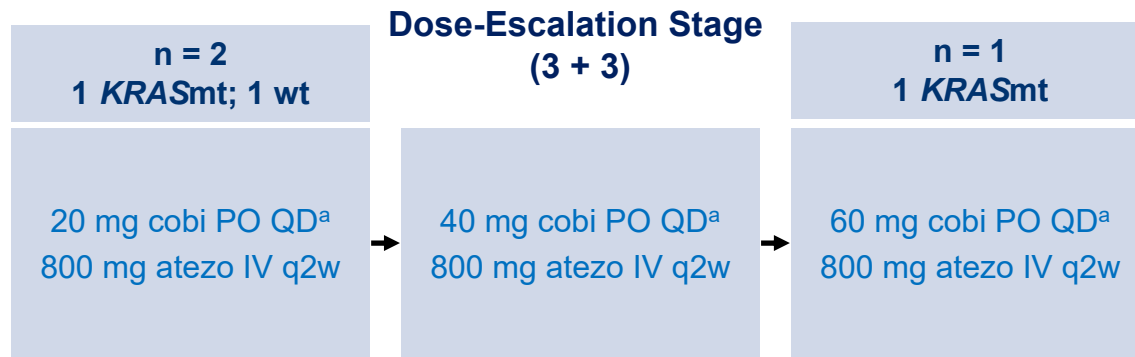 Dose-Escalation Stage
(3 + 3)
n = 2
1 KRASmt; 1 wt
n = 1
1 KRASmt
20 mg cobi PO QDa
800 mg atezo IV q2w
40 mg cobi PO QDa
800 mg atezo IV q2w
60 mg cobi PO QDa
800 mg atezo IV q2w